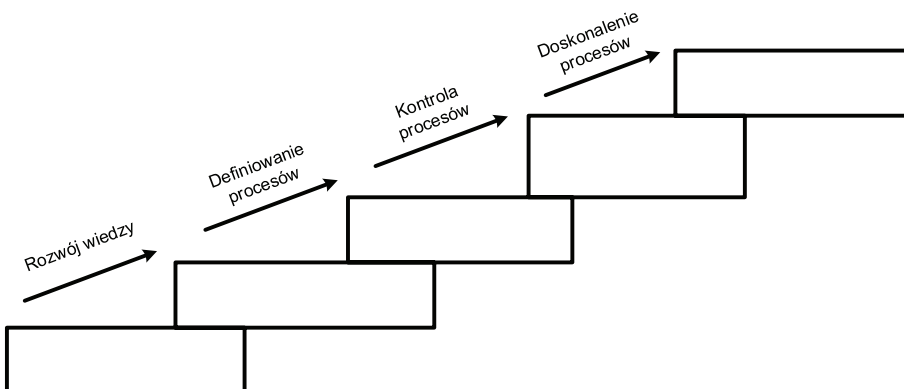 Rozwój wiedzy
Definiowanie
procesów
Kontrola
procesów
Doskonalenie
procesów